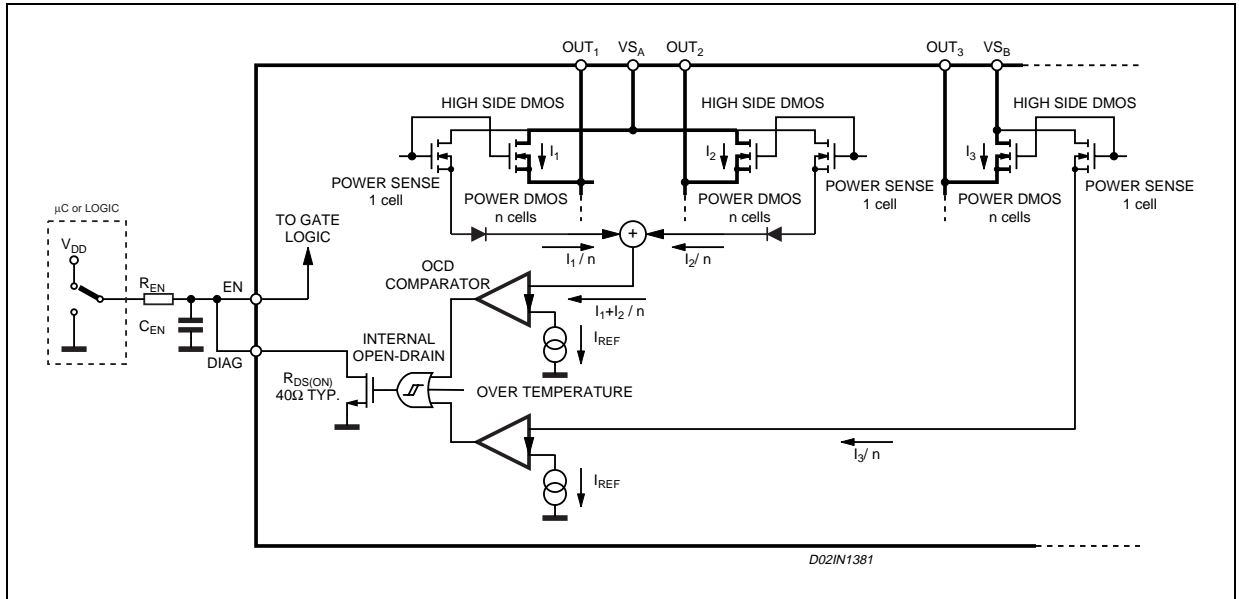 OUT1 VSA OUT2 OUT3 VSB
HIGH SIDE DMOS
HIGH SIDE DMOS
HIGH SIDE DMOS
I1
I2
I3
POWER SENSE
1 cell
POWER DMOS
n cells
POWER DMOS
n cells
POWER SENSE
1 cell
POWER DMOS
n cells
POWER SENSE
1 cell
μC or LOGIC
VDD
TO GATE
LOGIC
+
I1 / n
I2/ n
REN
EN
CEN
DIAG
OCD
COMPARATOR
I1+I2 / n
IREF
INTERNAL
OPEN-DRAIN
RDS(ON)
40Ω TYP.
OVER TEMPERATURE
I3/ n
IREF
D02IN1381